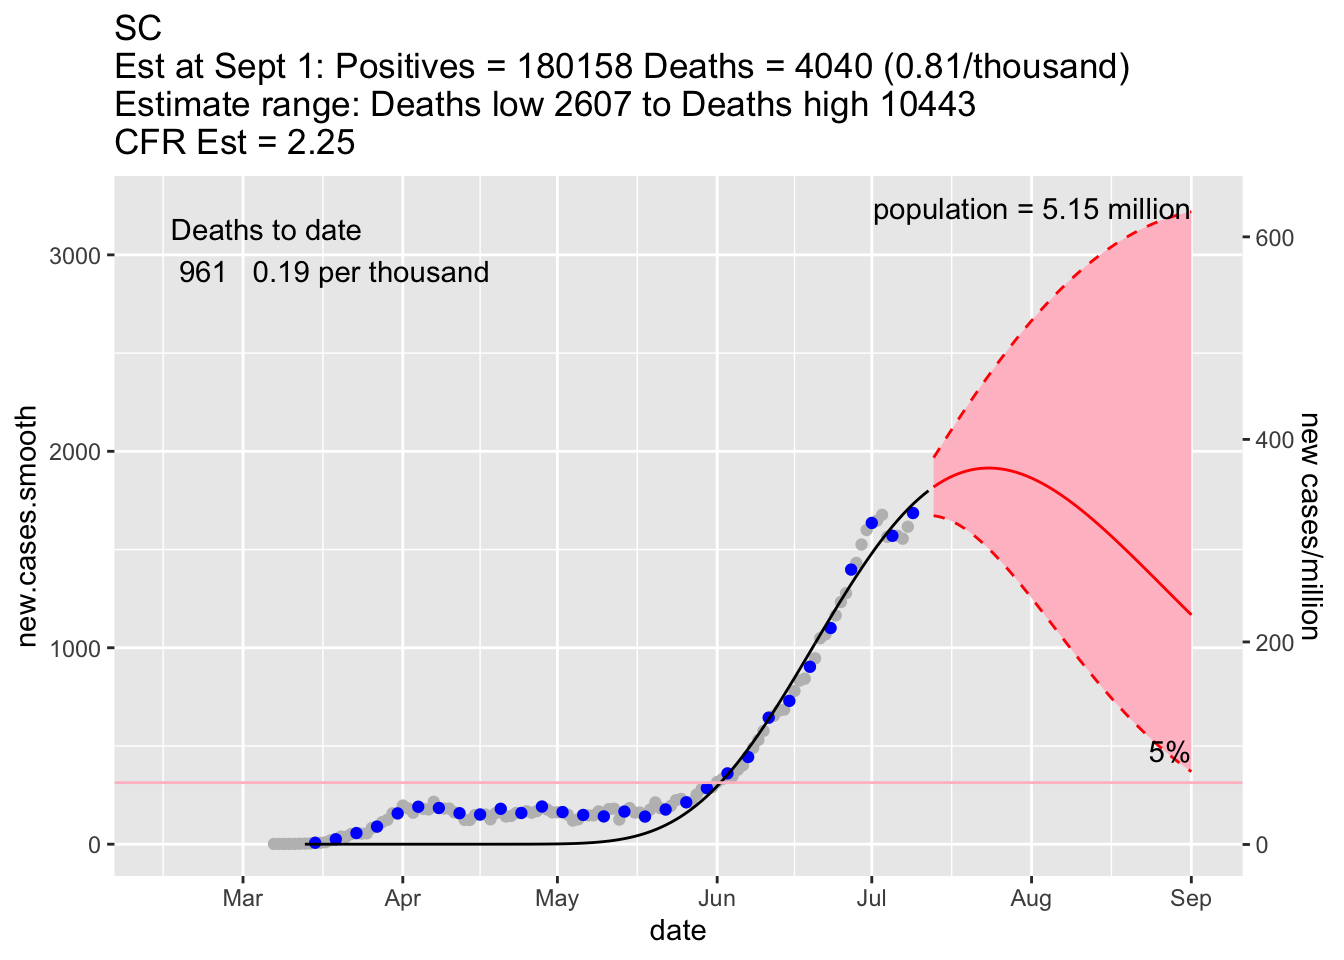 SC
Est at Sept 1: Positives = 180158 Deaths = 4040 (0.81/thousand)
Estimate range: Deaths low 2607 to Deaths high 10443
CFR Est = 2.25
Deaths to date
961 0.19 per thousand
population = 5.15 million
5%
new.cases.smooth
3000
2000
1000
0
new cases/million
600
400
200
0
Mar Apr May Jun Jul Aug Sep
date